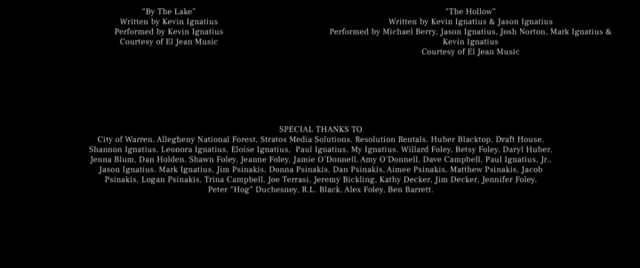 "By The Lake"
Written by Kevin Ignatius
Performed by Kevin Ignatius
Courtesy of El Jean Music
"The Hollow"
Written by Kevin Ignatius & Jason Ignatius
Performed by Michael Berry, Jason Ignatius, Josh Norton, Mark Ignatius &
Kevin Ignatius
Courtesy of El Jean Music
SPECIAL THANKS TO
City of Warren, Allegheny National Forest, Stratos Media Solutions, Resolution Rentals, Huber Blacktop, Draft House,
Shannon Ignatius, Leonora Ignatius, Eloise Ignatius,  Paul Ignatius, My Ignatius, Willard Foley, Betsy Foley, Daryl Huber,
Jenna Blum, Dan Holden, Shawn Foley, Jeanne Foley, Jamie O'Donnell, Amy O'Donnell, Dave Campbell, Paul Ignatius, Jr.,
Jason Ignatius, Mark Ignatius, Jim Psinakis, Donna Psinakis, Dan Psinakis, Aimee Psinakis, Matthew Psinakis, Jacob
Psinakis, Logan Psinakis, Trina Campbell, Joe Terrasi, Jeremy Bickling, Kathy Decker, Jim Decker, Jennifer Foley,
Peter "Hog" Duchesney, R.L. Black, Alex Foley, Ben Barrett.